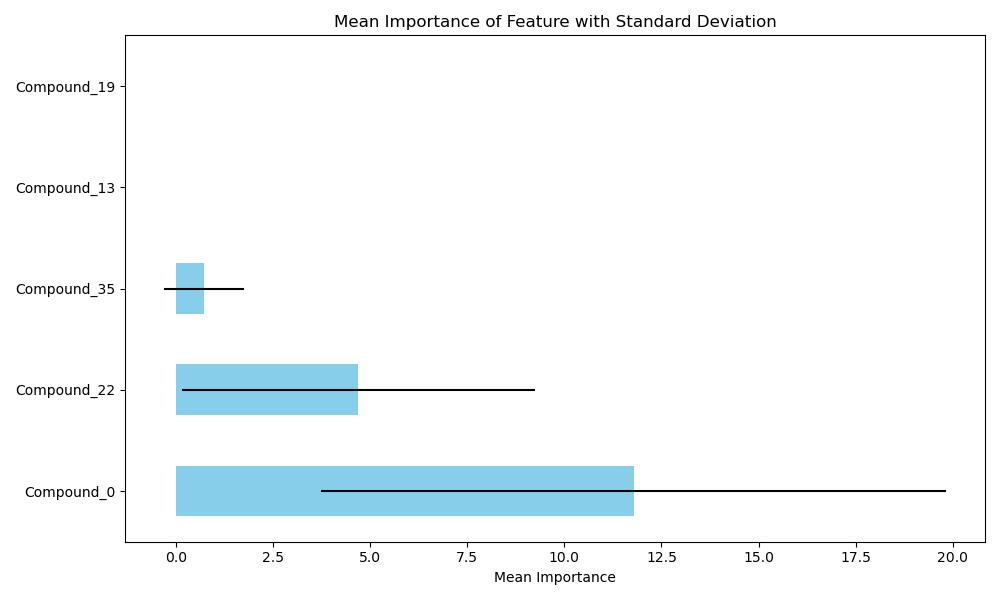 Mean Importance of Feature with Standard Deviation
Compound_19
Compound_13
Compound_35
Compound_22
Compound_0
0.0 2.5 5.0 7.5 10.0 12.5 15.0 17.5 20.0
Mean Importance